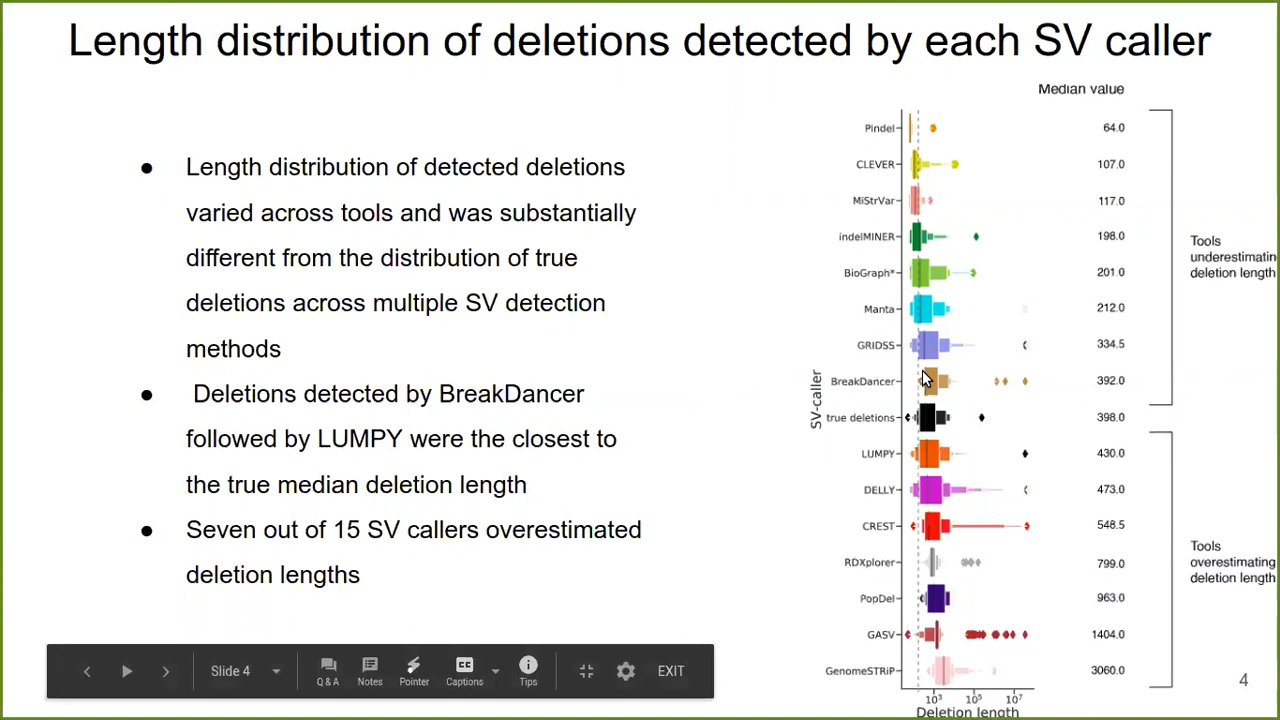 Length distribution of deletions detected by each SV caller
● Length distribution of detected deletions
varied across tools and was substantially
different from the distribution of true
deletions across multiple SV detection
methods
● Deletions detected by BreakDancer
followed by LUMPY were the closest to
the true median deletion length
● Seven out of 15 SV callers overestimated
deletion lengths
Median value
Pindel 64.0
CLEVER 107.0
MiStrVar 117.0
indelMINER 198.0
BioGraph* 201.0
Manta 212.0
GRIDSS 334.5
BreakDancer 392.0
true deletions 398.0
LUMPY 430.0
DELLY 473.0
CREST 548.5
RDXplorer 799.0
PopDel 963.0
GASV 1404.0
GenomeSTRiP 3060.0
SV-caller
10³ 10⁵ 10⁷
Deletion length
Tools
underestimatin
deletion length
Tools
overestimating
deletion length
Slide 4
Q & A
Notes
Pointer
CC
Captions
Tips
EXIT
4